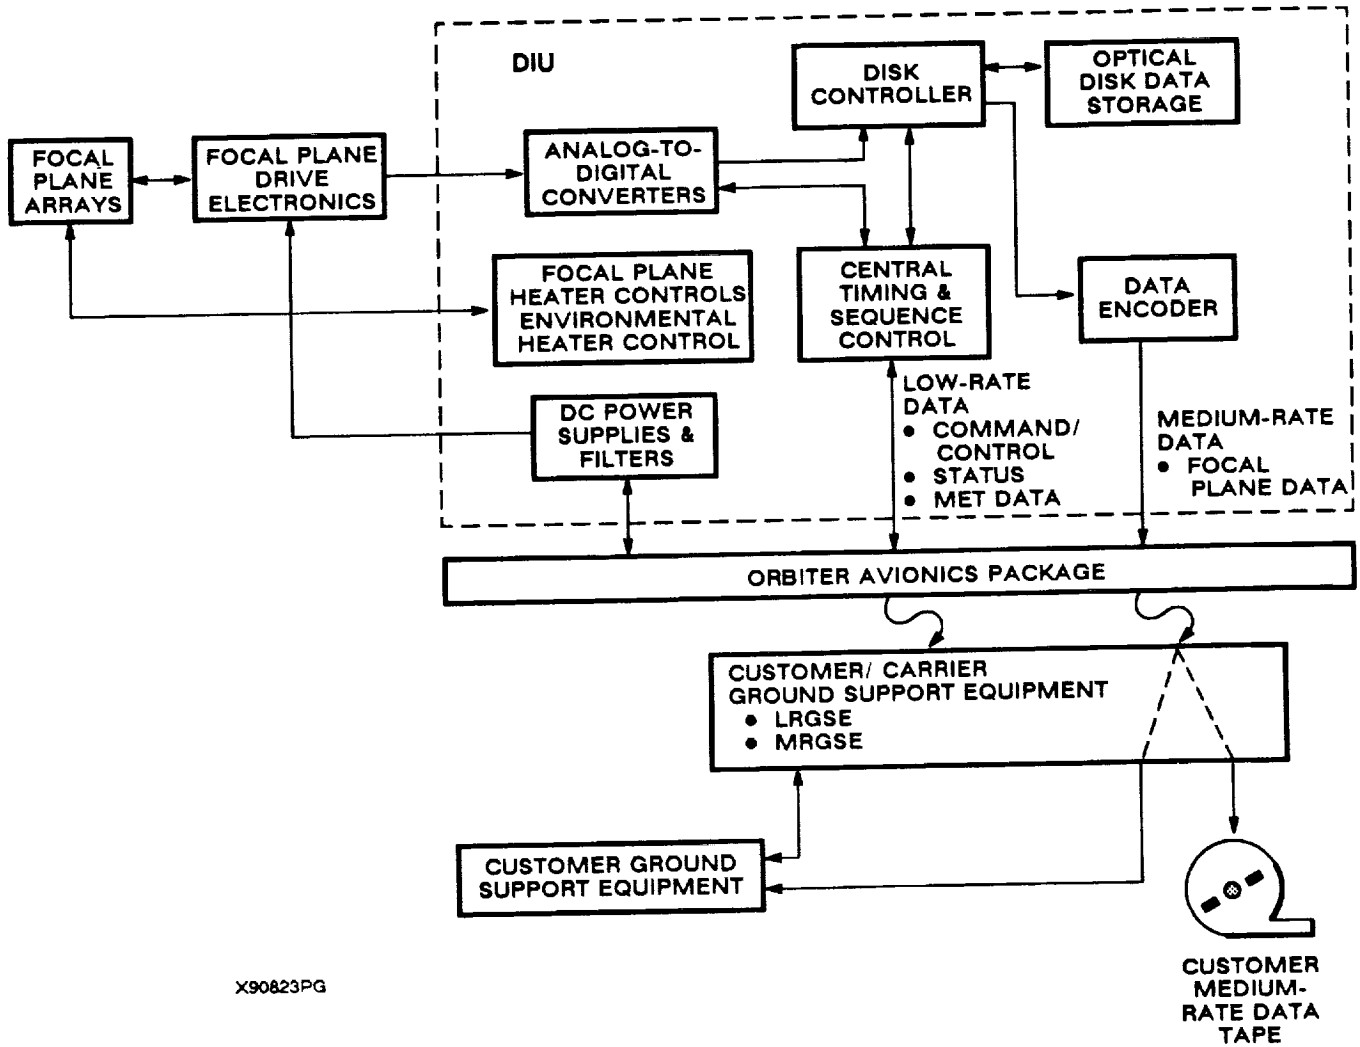 DIU
DISK
CONTROLLER
OPTICAL
DISK DATA
STORAGE
FOCAL
PLANE
ARRAYS
FOCAL PLANE
DRIVE
ELECTRONICS
ANALOG-TO-
DIGITAL
CONVERTERS
FOCAL PLANE
HEATER CONTROLS
ENVIRONMENTAL
HEATER CONTROL
CENTRAL
TIMING &
SEQUENCE
CONTROL
DATA
ENCODER
DC POWER
SUPPLIES &
FILTERS
LOW-RATE
DATA
• COMMAND/
CONTROL
• STATUS
• MET DATA
MEDIUM-RATE
DATA
• FOCAL
PLANE DATA
ORBITER AVIONICS PACKAGE
CUSTOMER/ CARRIER
GROUND SUPPORT EQUIPMENT
• LRGSE
• MRGSE
CUSTOMER GROUND
SUPPORT EQUIPMENT
CUSTOMER
MEDIUM-
RATE DATA
TAPE
X90823PG